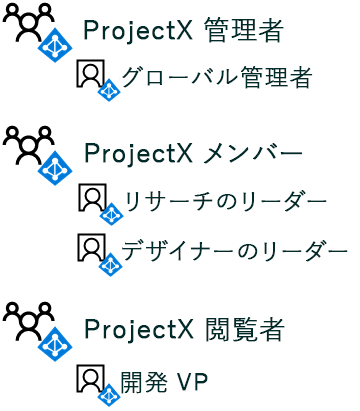 ProjectX 管理者
グローバル管理者
ProjectX メンバー
リサーチのリーダー
デザイナーのリーダー
ProjectX 閲覧者
開発 VP